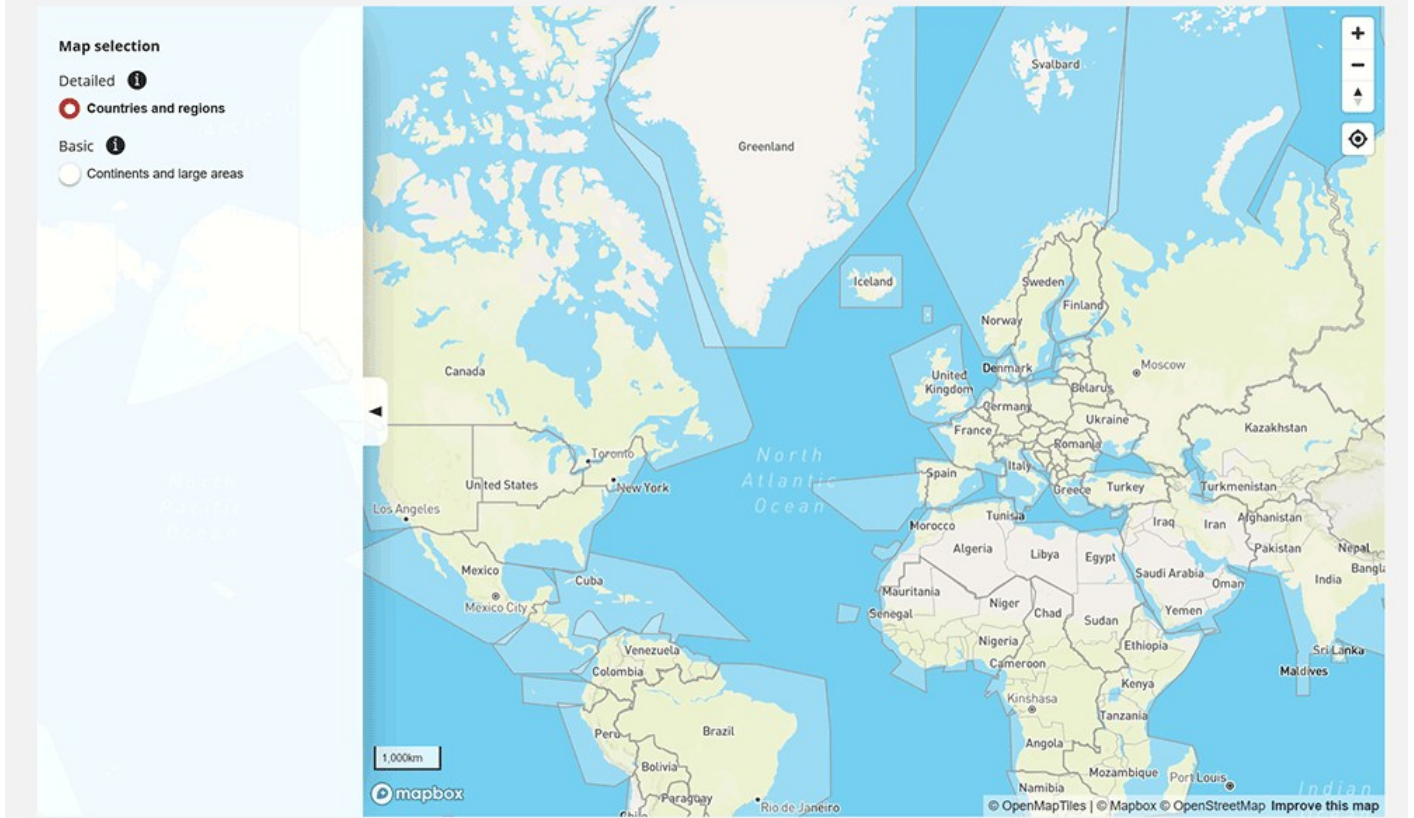 Map selection
Detailed
Countries and regions
Basic
Continents and large areas
Svalbard
Greenland
Iceland
Sweden
Finland
Norway
Canada
United
Kingdom
Denmark
Moscow
Belarus
Germany
Ukraine
France
Romania
Kazakhstan
Toronto
North
Atlantic
Ocean
Spain
Italy
United States
New York
Greece
Turkey
Turkmenistan
Los Angeles
Morocco
Tunisia
Iraq
Iran
Afghanistan
Algeria
Libya
Egypt
Pakistan
Nepal
Mexico
Cuba
Saudi Arabia
Oman
India
Bangla
Mexico City
Mauritania
Niger
Chad
Senegal
Sudan
Yemen
Nigeria
Ethiopia
Venezuela
Cameroon
Sri Lanka
Colombia
Maldives
Kenya
Kinshasa
Tanzania
Peru
Brazil
Angola
1,000km
Bolivia
Mozambique
Port Louis
Namibia
Indian
mapbox
Paraguay
Rio de Janeiro
© OpenMapTiles | © Mapbox © OpenStreetMap Improve this map